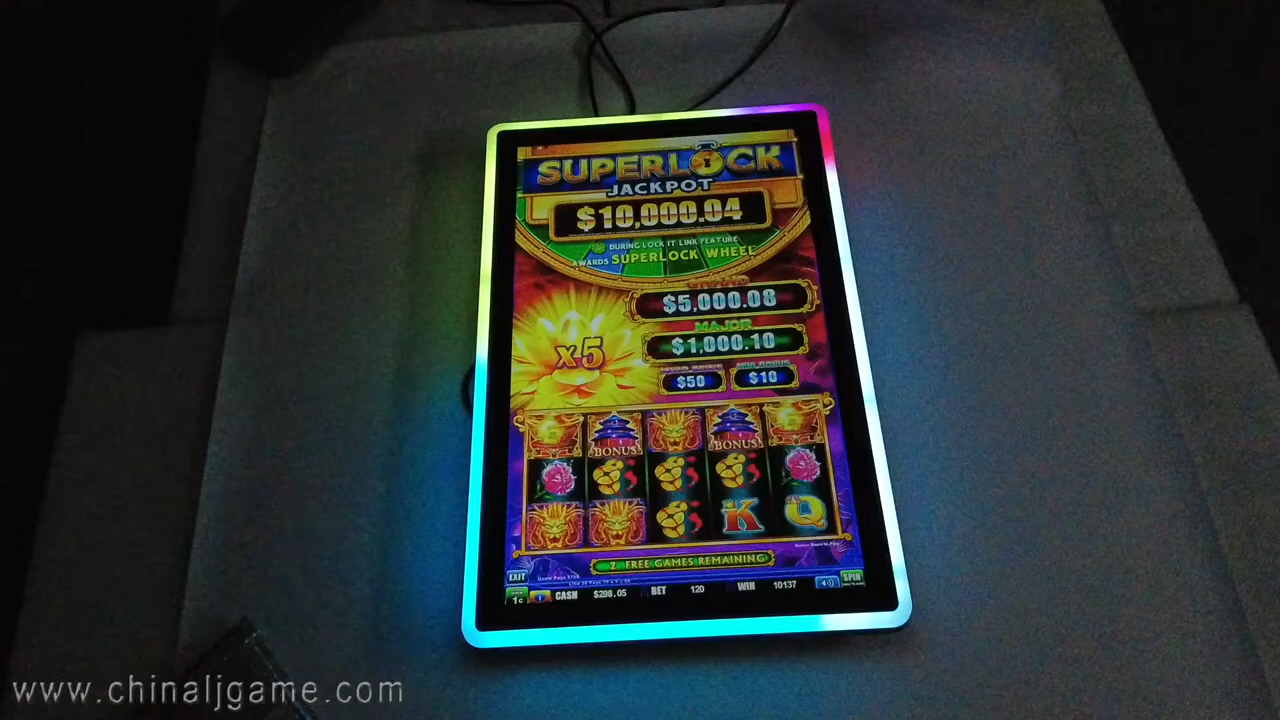 SUPERLOCK
JACKPOT
$10,000.04
DURING LOCK IT LINK FEATURE
AWARDS SUPERLOCK WHEEL
GRAND
$5,000.08
MAJOR
$1,000.10
x5
$50 $10
BONUS BONUS
K Q
2 FREE GAMES REMAINING
EXIT SPIN
1¢ CASH $298.05 BET 120 WIN 10137
www.chinaljgame.com